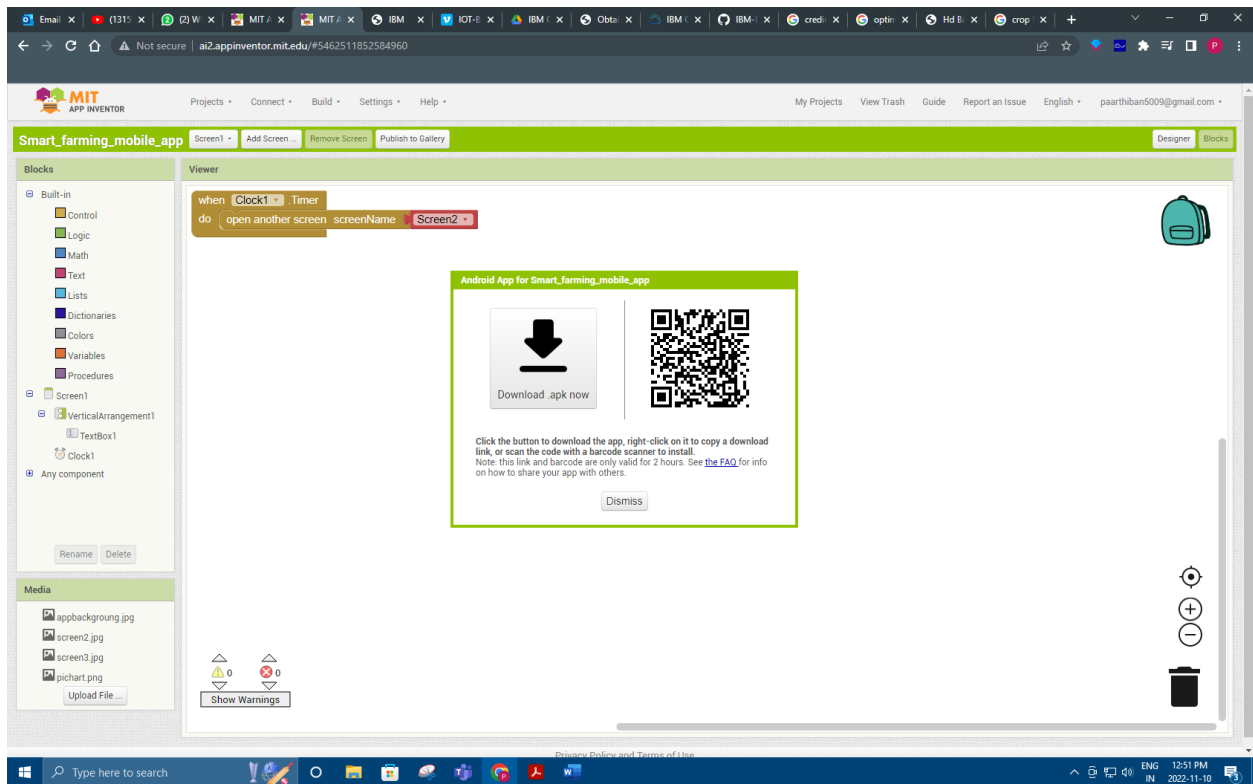 Email
(1315
(2) W
MIT A
MIT A
IBM
IOT-B
IBM (
Obtai
IBM (
IBM-
credi
optin
Hd B
crop
Not secure
ai2.appinventor.mit.edu/#5462511852584960
P
MIT
APP INVENTOR
Projects
Connect
Build
Settings
Help
My Projects
View Trash
Guide
Report an Issue
English
paarthiban5009@gmail.com
Smart_farming_mobile_app
Screen1
Add Screen ...
Remove Screen
Publish to Gallery
Designer
Blocks
Blocks
Viewer
Built-in
Control
Logic
Math
Text
Lists
Dictionaries
Colors
Variables
Procedures
Screen1
VerticalArrangement1
TextBox1
Clock1
Any component
Rename
Delete
when Clock1 .Timer
do open another screen screenName Screen2
Android App for Smart_farming_mobile_app
Download .apk now
Click the button to download the app, right-click on it to copy a download
link, or scan the code with a barcode scanner to install.
Note: this link and barcode are only valid for 2 hours. See the FAQ for info
on how to share your app with others.
Dismiss
Media
appbackgroung.jpg
screen2.jpg
screen3.jpg
pichart.png
Upload File ...
0
0
Show Warnings
Privacy Policy and Terms of Use
Type here to search
ENG
IN
12:51 PM
2022-11-10
3